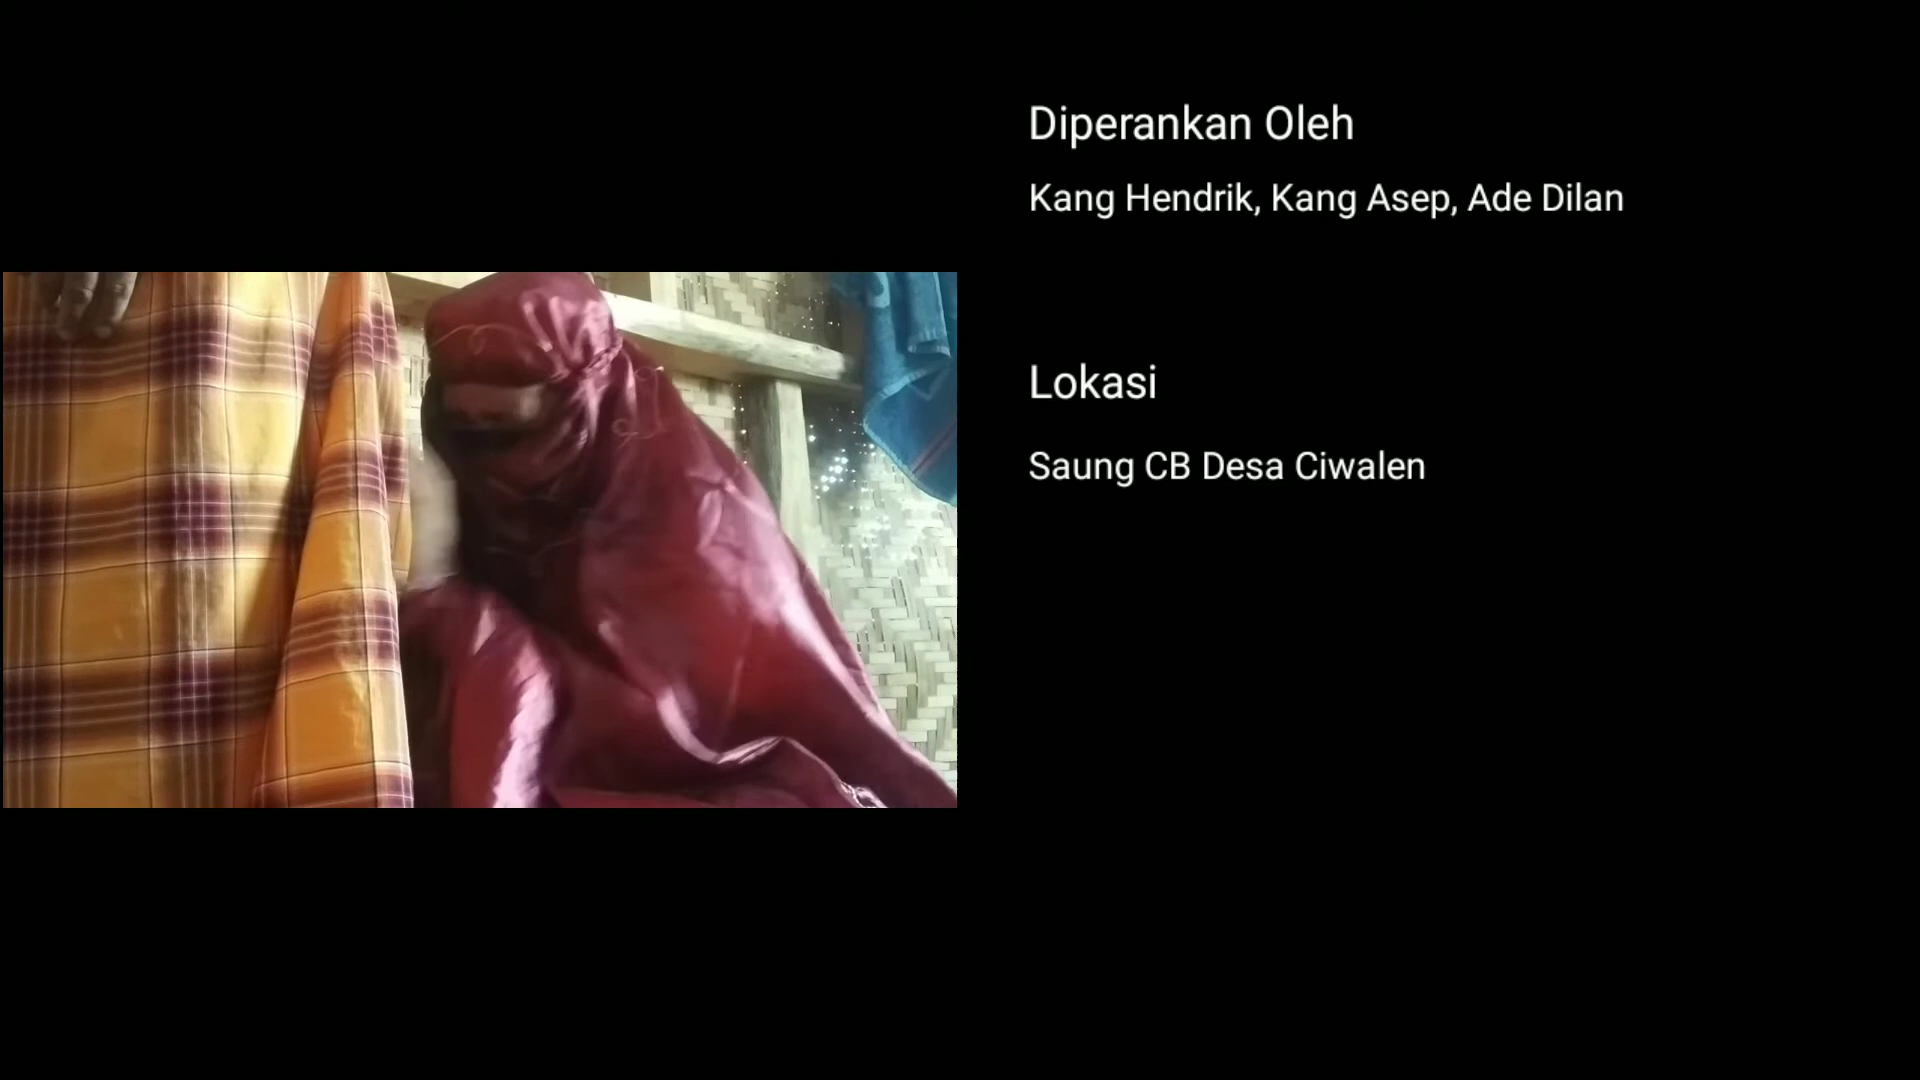 Diperankan Oleh
Kang Hendrik, Kang Asep, Ade Dilan
Lokasi
Saung CB Desa Ciwalen